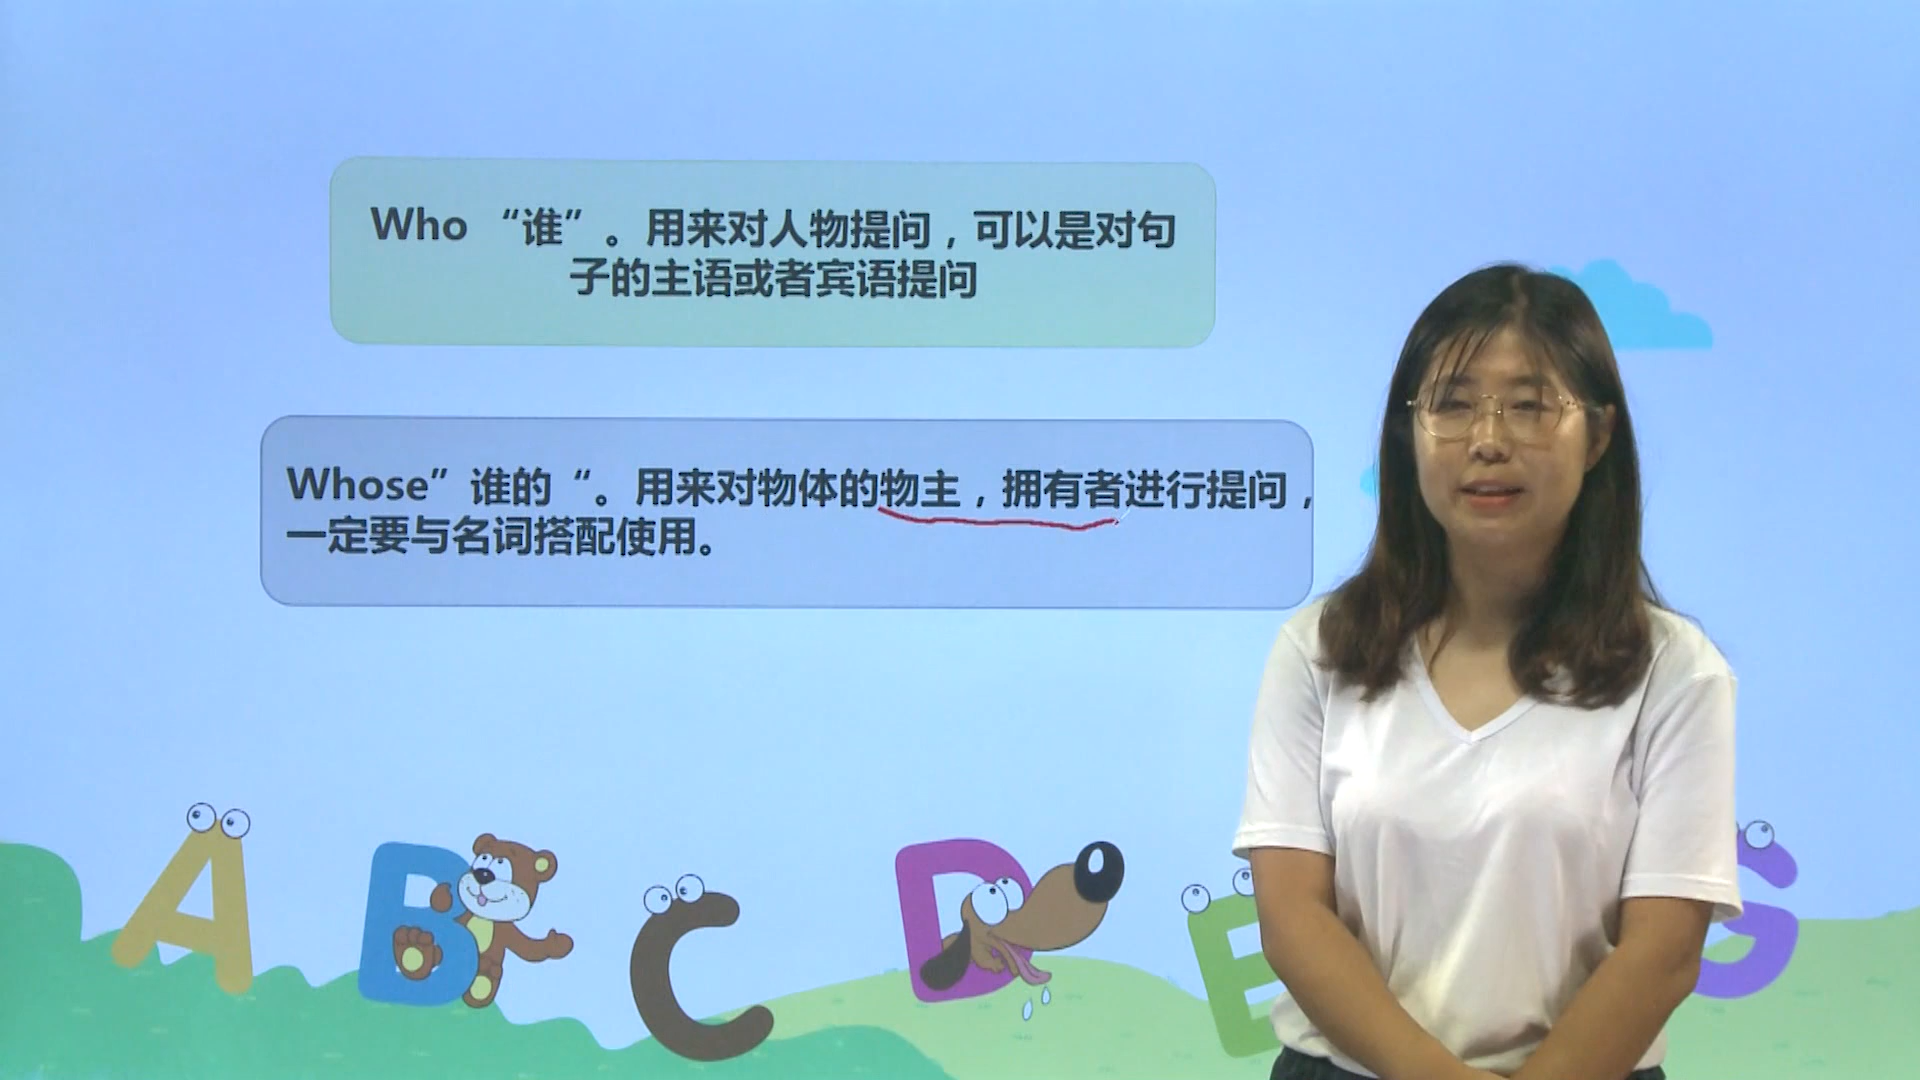 Who “谁”。用来对人物提问，可以是对句
子的主语或者宾语提问
Whose”谁的“。用来对物体的物主，拥有者进行提问，
一定要与名词搭配使用。
A B C D E G